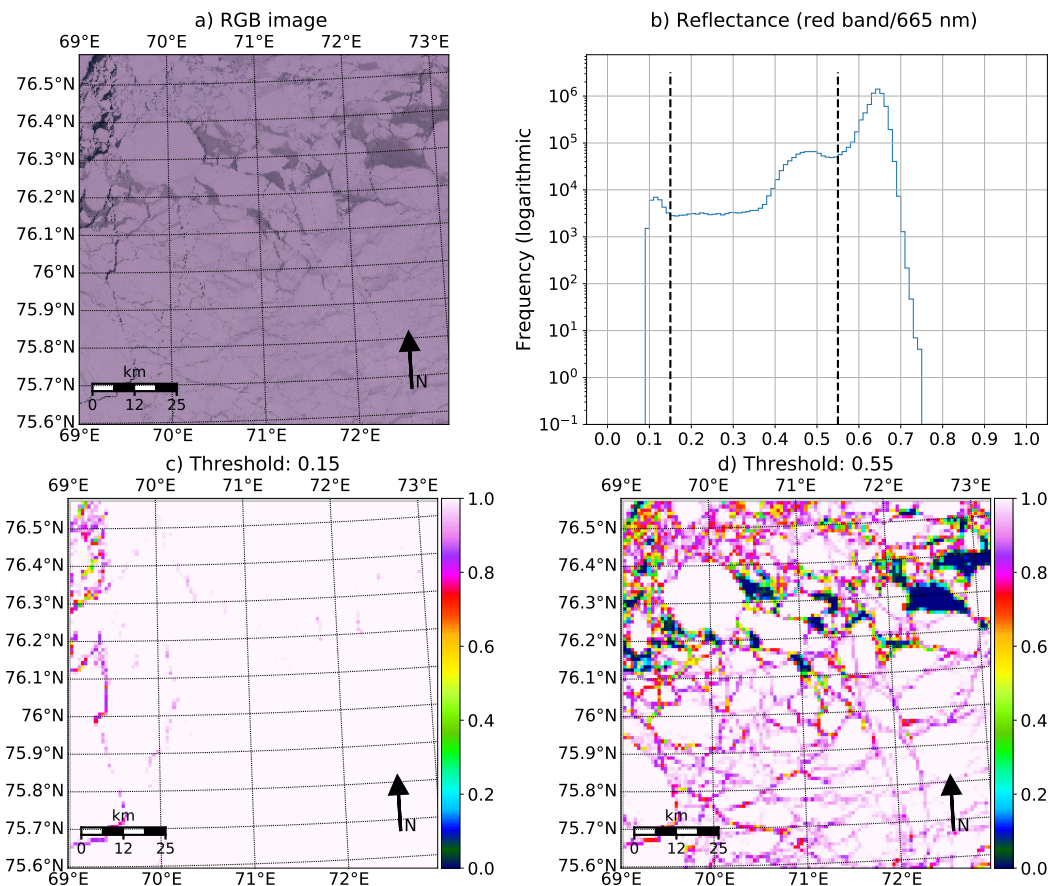 a) RGB image
69°E 70°E 71°E 72°E 73°E
76.5°N
76.4°N
76.3°N
76.2°N
76.1°N
76°N
75.9°N
75.8°N
75.7°N
75.6°N
km
0 12 25
N
69°E 70°E 71°E 72°E
b) Reflectance (red band/665 nm)
Frequency (logarithmic
10⁶
10⁵
10⁴
10³
10²
10¹
10⁰
10⁻¹
0.0 0.1 0.2 0.3 0.4 0.5 0.6 0.7 0.8 0.9 1.0
c) Threshold: 0.15
69°E 70°E 71°E 72°E 73°E
76.5°N
76.4°N
76.3°N
76.2°N
76.1°N
76°N
75.9°N
75.8°N
75.7°N
75.6°N
km
0 12 25
N
69°E 70°E 71°E 72°E
1.0
0.8
0.6
0.4
0.2
0.0
d) Threshold: 0.55
69°E 70°E 71°E 72°E 73°E
76.5°N
76.4°N
76.3°N
76.2°N
76.1°N
76°N
75.9°N
75.8°N
75.7°N
75.6°N
km
0 12 25
N
69°E 70°E 71°E 72°E
1.0
0.8
0.6
0.4
0.2
0.0